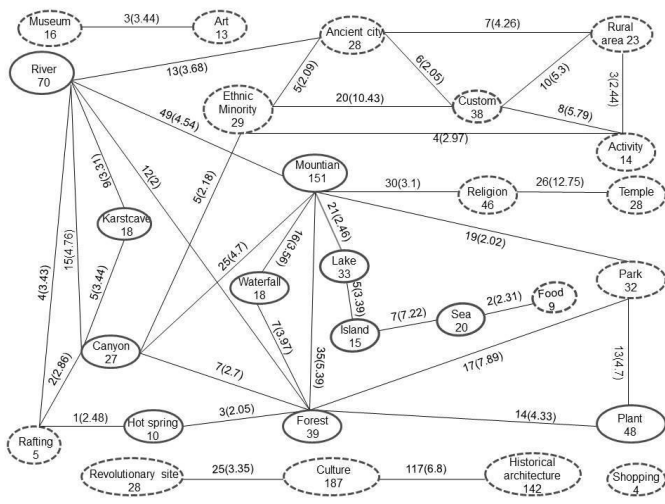 Museum
16
3(3.44)
Art
13
Ancient city
28
7(4.26)
Rural
area 23
River
70
13(3.68)
5(2.09)
6(2.05)
10(5.3)
3(2.44)
Ethnic
Minority
29
20(10.43)
Custom
38
8(5.79)
49(4.54)
4(2.97)
Activity
14
9(3.31)
12(2)
5(2.18)
Mountian
151
30(3.1)
Religion
46
26(12.75)
Temple
28
Karstcave
18
4(3.43)
15(4.76)
5(3.44)
25(4.7)
16(3.56)
21(2.46)
19(2.02)
Lake
33
Waterfall
18
5(3.39)
Park
32
Island
15
7(7.22)
Sea
20
2(2.31)
Food
9
Canyon
27
7(3.97)
35(5.39)
17(7.89)
13(4.7)
2(2.86)
7(2.7)
Rafting
5
1(2.48)
Hot spring
10
3(2.05)
Forest
39
14(4.33)
Plant
48
Revolutionary site
28
25(3.35)
Culture
187
117(6.8)
Historical
architecture
142
Shopping
4